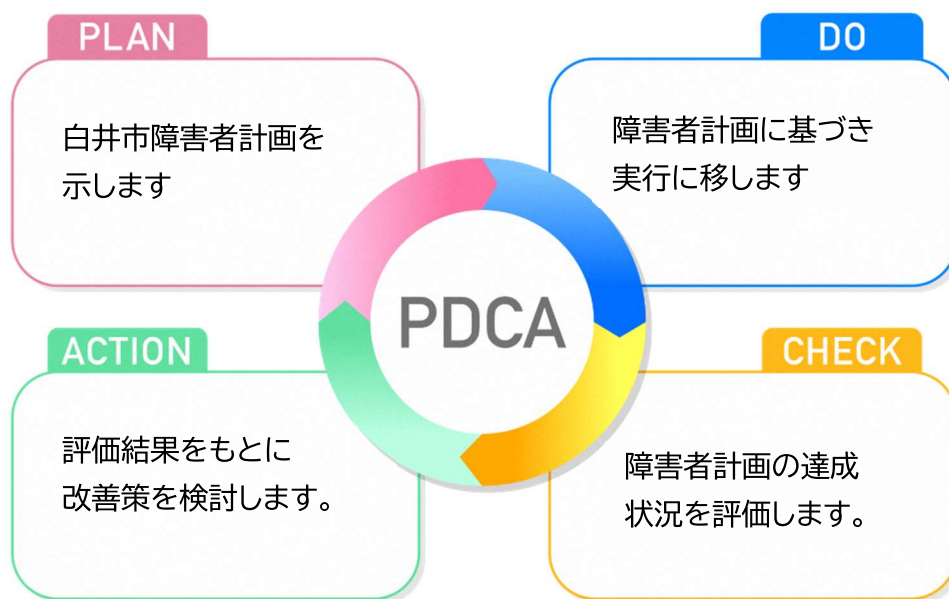 PLAN
白井市障害者計画を
示します
DO
障害者計画に基づき
実行に移します
PDCA
ACTION
評価結果をもとに
改善策を検討します。
CHECK
障害者計画の達成
状況を評価します。